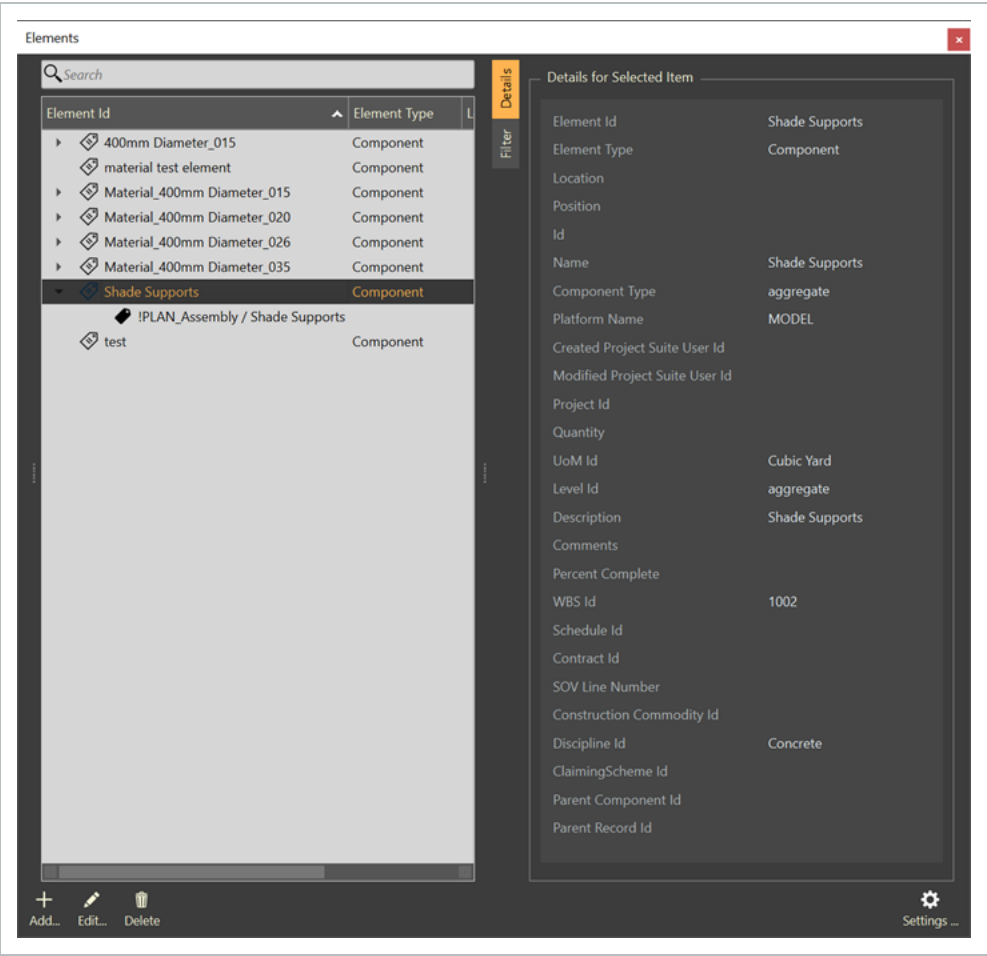 Elements
Search
Element Id Element Type L
400mm Diameter_015 Component
material test element Component
Material_400mm Diameter_015 Component
Material_400mm Diameter_020 Component
Material_400mm Diameter_026 Component
Material_400mm Diameter_035 Component
Shade Supports Component
!PLAN_Assembly / Shade Supports
test Component
Details
Filter
Details for Selected Item
Element Id Shade Supports
Element Type Component
Location
Position
Id
Name Shade Supports
Component Type aggregate
Platform Name MODEL
Created Project Suite User Id
Modified Project Suite User Id
Project Id
Quantity
UoM Id Cubic Yard
Level Id aggregate
Description Shade Supports
Comments
Percent Complete
WBS Id 1002
Schedule Id
Contract Id
SOV Line Number
Construction Commodity Id
Discipline Id Concrete
ClaimingScheme Id
Parent Component Id
Parent Record Id
Add... Edit... Delete Settings ...